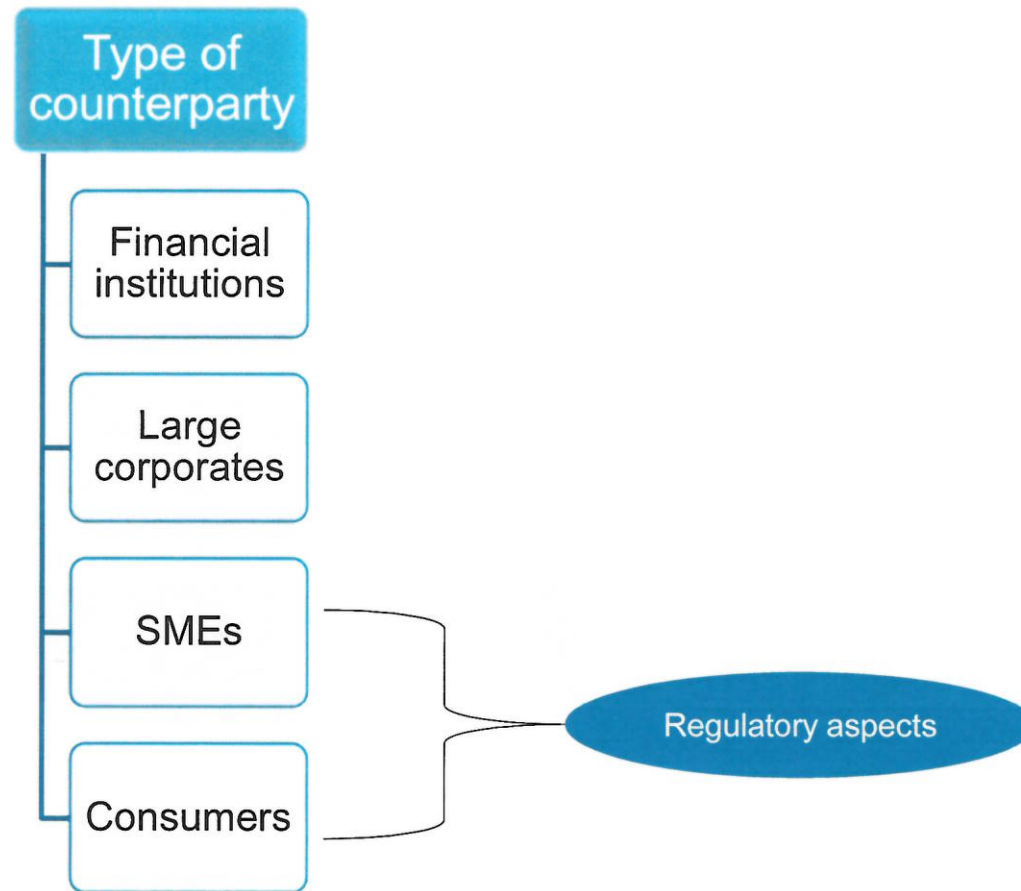 Type of
counterparty
Financial
institutions
Large
corporates
SMEs
Consumers
Regulatory aspects